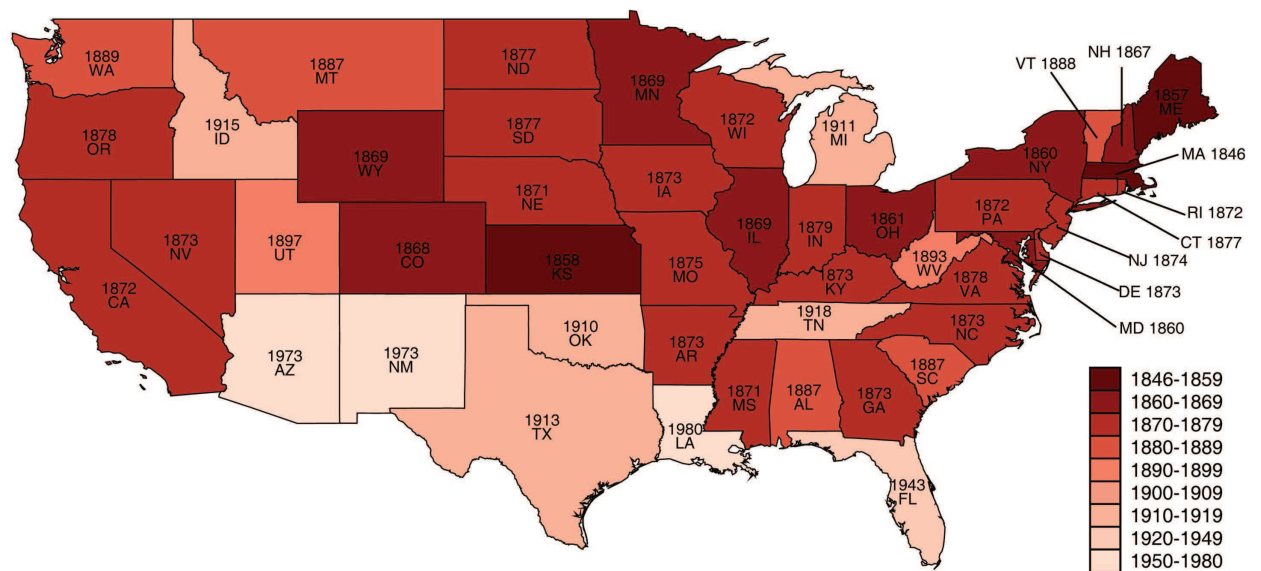 1889
WA
1887
MT
1877
ND
1869
MN
VT 1888
NH 1867
1857
ME
1878
OR
1915
ID
1869
WY
1877
SD
1872
WI
1911
MI
1860
NY
MA 1846
RI 1872
CT 1877
NJ 1874
DE 1873
MD 1860
1872
CA
1873
NV
1897
UT
1868
CO
1871
NE
1858
KS
1873
IA
1875
MO
1869
IL
1879
IN
1861
OH
1872
PA
1893
WV
1878
VA
1873
KY
1918
TN
1873
NC
1887
SC
1973
AZ
1973
NM
1910
OK
1913
TX
1873
AR
1980
LA
1871
MS
1887
AL
1873
GA
1943
FL
1846-1859
1860-1869
1870-1879
1880-1889
1890-1899
1900-1909
1910-1919
1920-1949
1950-1980